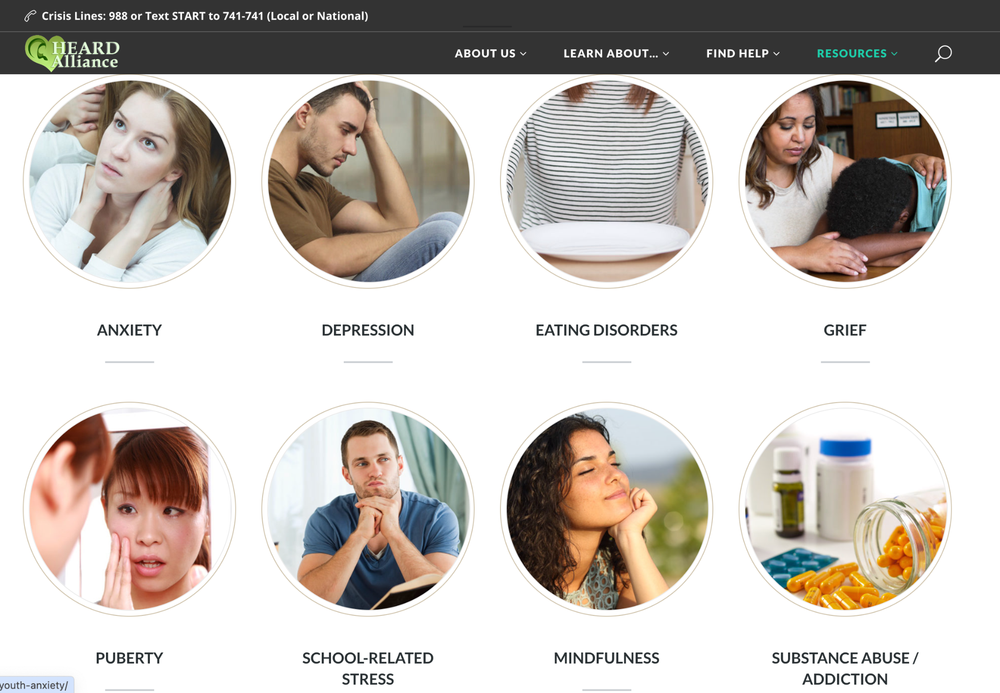 Crisis Lines: 988 or Text START to 741-741 (Local or National)
HEARD
Alliance
ABOUT US
LEARN ABOUT...
FIND HELP
RESOURCES
ANXIETY
DEPRESSION
EATING DISORDERS
GRIEF
PUBERTY
SCHOOL-RELATED
STRESS
MINDFULNESS
SUBSTANCE ABUSE /
ADDICTION
youth-anxiety/